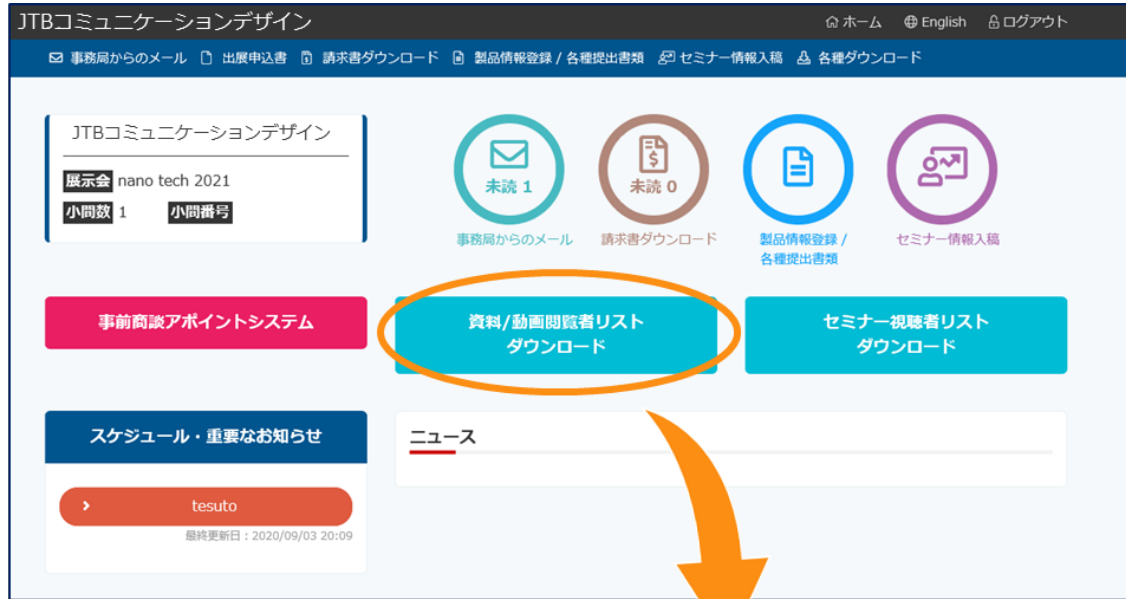 JTBコミュニケーションデザイン
ホーム English ログアウト
事務局からのメール 出展申込書 請求書ダウンロード 製品情報登録 / 各種提出書類 セミナー情報入稿 各種ダウンロード
JTBコミュニケーションデザイン
展示会 nano tech 2021
小間数 1 小間番号
未読 1
事務局からのメール
$
未読 0
請求書ダウンロード
製品情報登録 /
各種提出書類
セミナー情報入稿
事前商談アポイントシステム
資料/動画閲覧者リスト
ダウンロード
セミナー視聴者リスト
ダウンロード
スケジュール・重要なお知らせ
tesuto
最終更新日：2020/09/03 20:09
ニュース